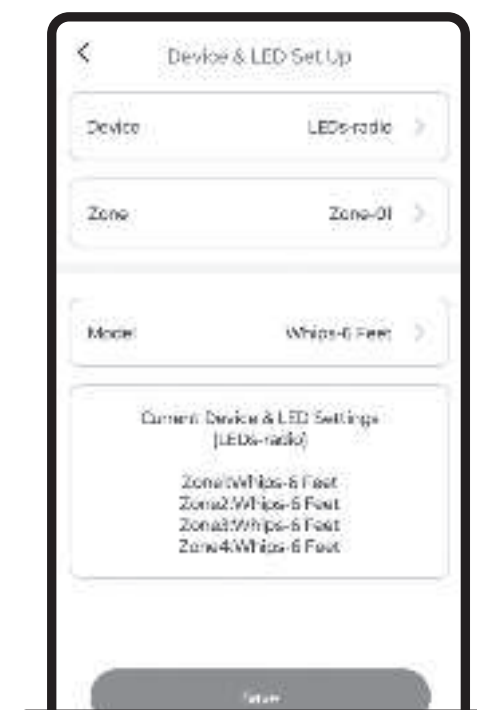 Device & LED Set Up
Device LEDs-radio
Zone Zone-01
Model Whips-6 Feet
Current Device & LED Settings
(LEDs-radio)
Zone1:Whips-6 Feet
Zone2:Whips-6 Feet
Zone3:Whips-6 Feet
Zone4:Whips-6 Feet
Save